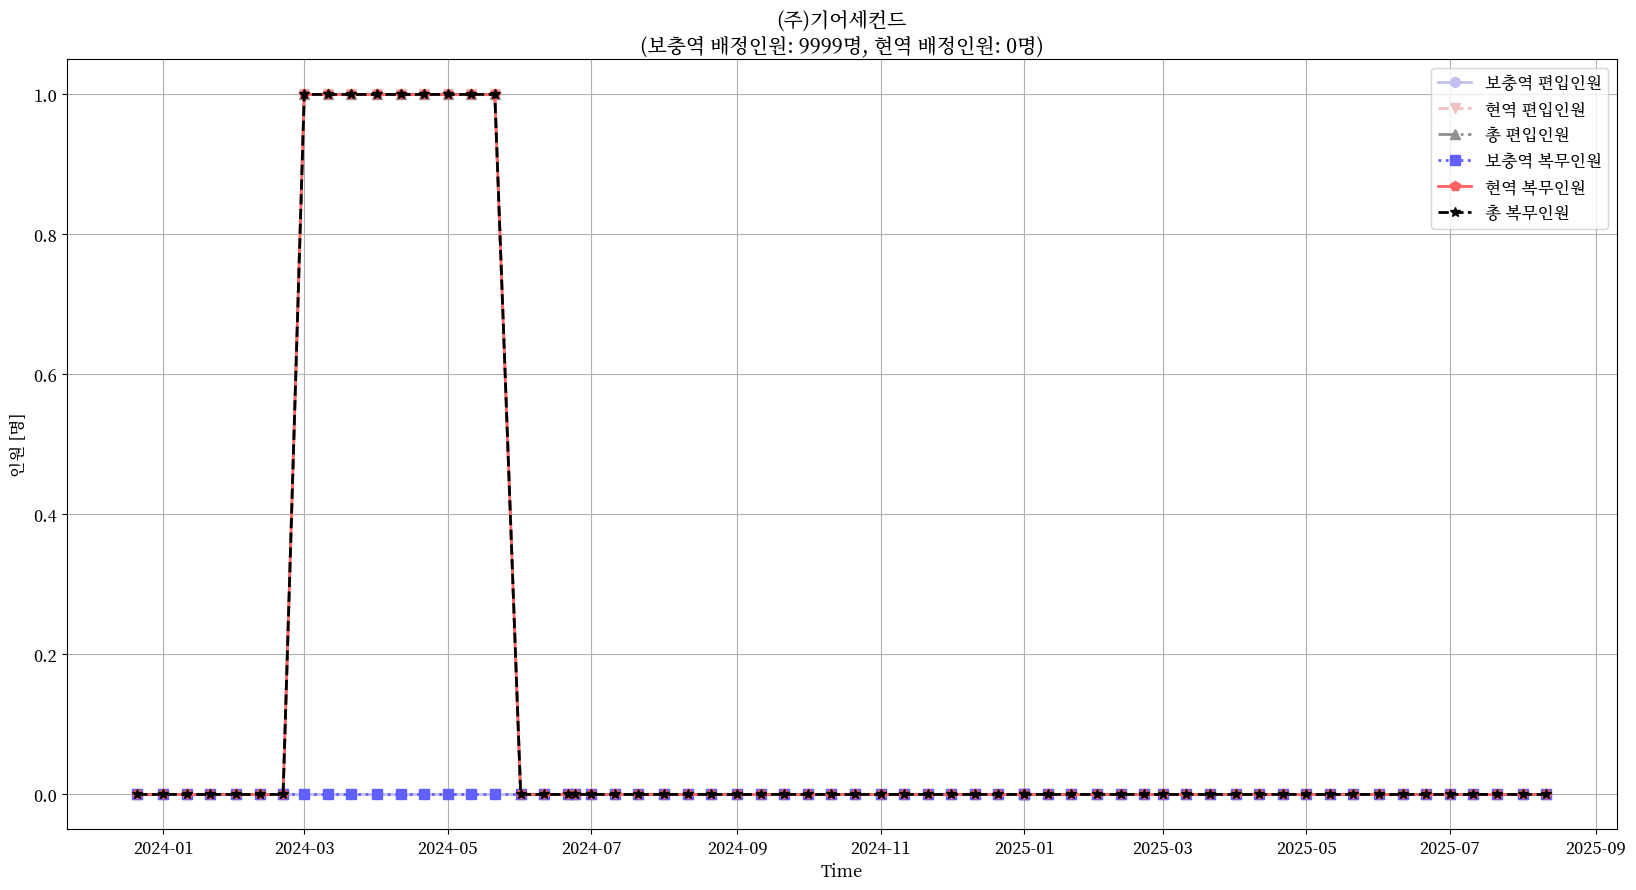 (주)기어세컨드
(보충역 배정인원: 9999명, 현역 배정인원: 0명)
보충역 편입인원
현역 편입인원
총 편입인원
보충역 복무인원
현역 복무인원
총 복무인원
인원 [명]
1.0
0.8
0.6
0.4
0.2
0.0
2024-01
2024-03
2024-05
2024-07
2024-09
2024-11
2025-01
2025-03
2025-05
2025-07
2025-09
Time